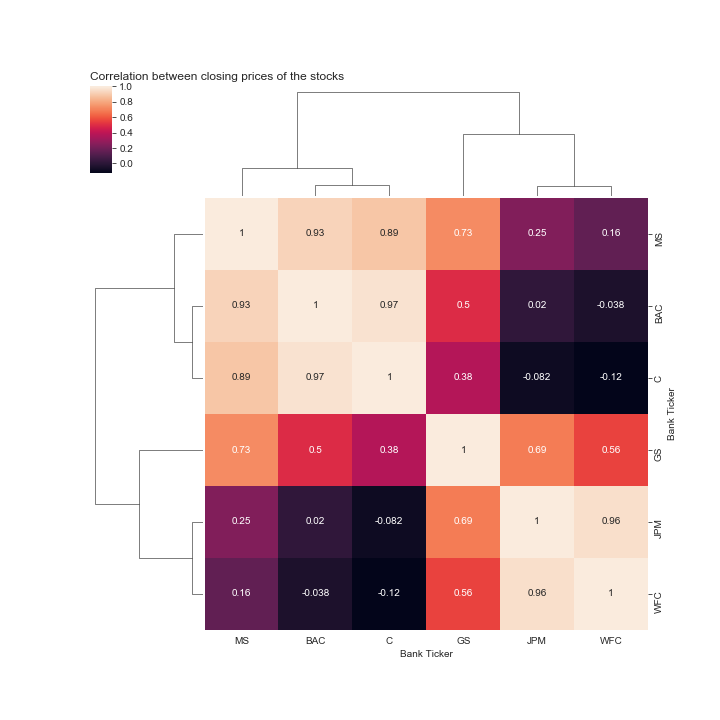 Correlation between closing prices of the stocks
1.0
0.8
0.6
0.4
0.2
0.0
1 0.93 0.89 0.73 0.25 0.16 MS
0.93 1 0.97 0.5 0.02 -0.038 BAC
0.89 0.97 1 0.38 -0.082 -0.12 C
Bank Ticker
0.73 0.5 0.38 1 0.69 0.56 GS
0.25 0.02 -0.082 0.69 1 0.96 JPM
0.16 -0.038 -0.12 0.56 0.96 1 WFC
MS BAC C GS JPM WFC
Bank Ticker